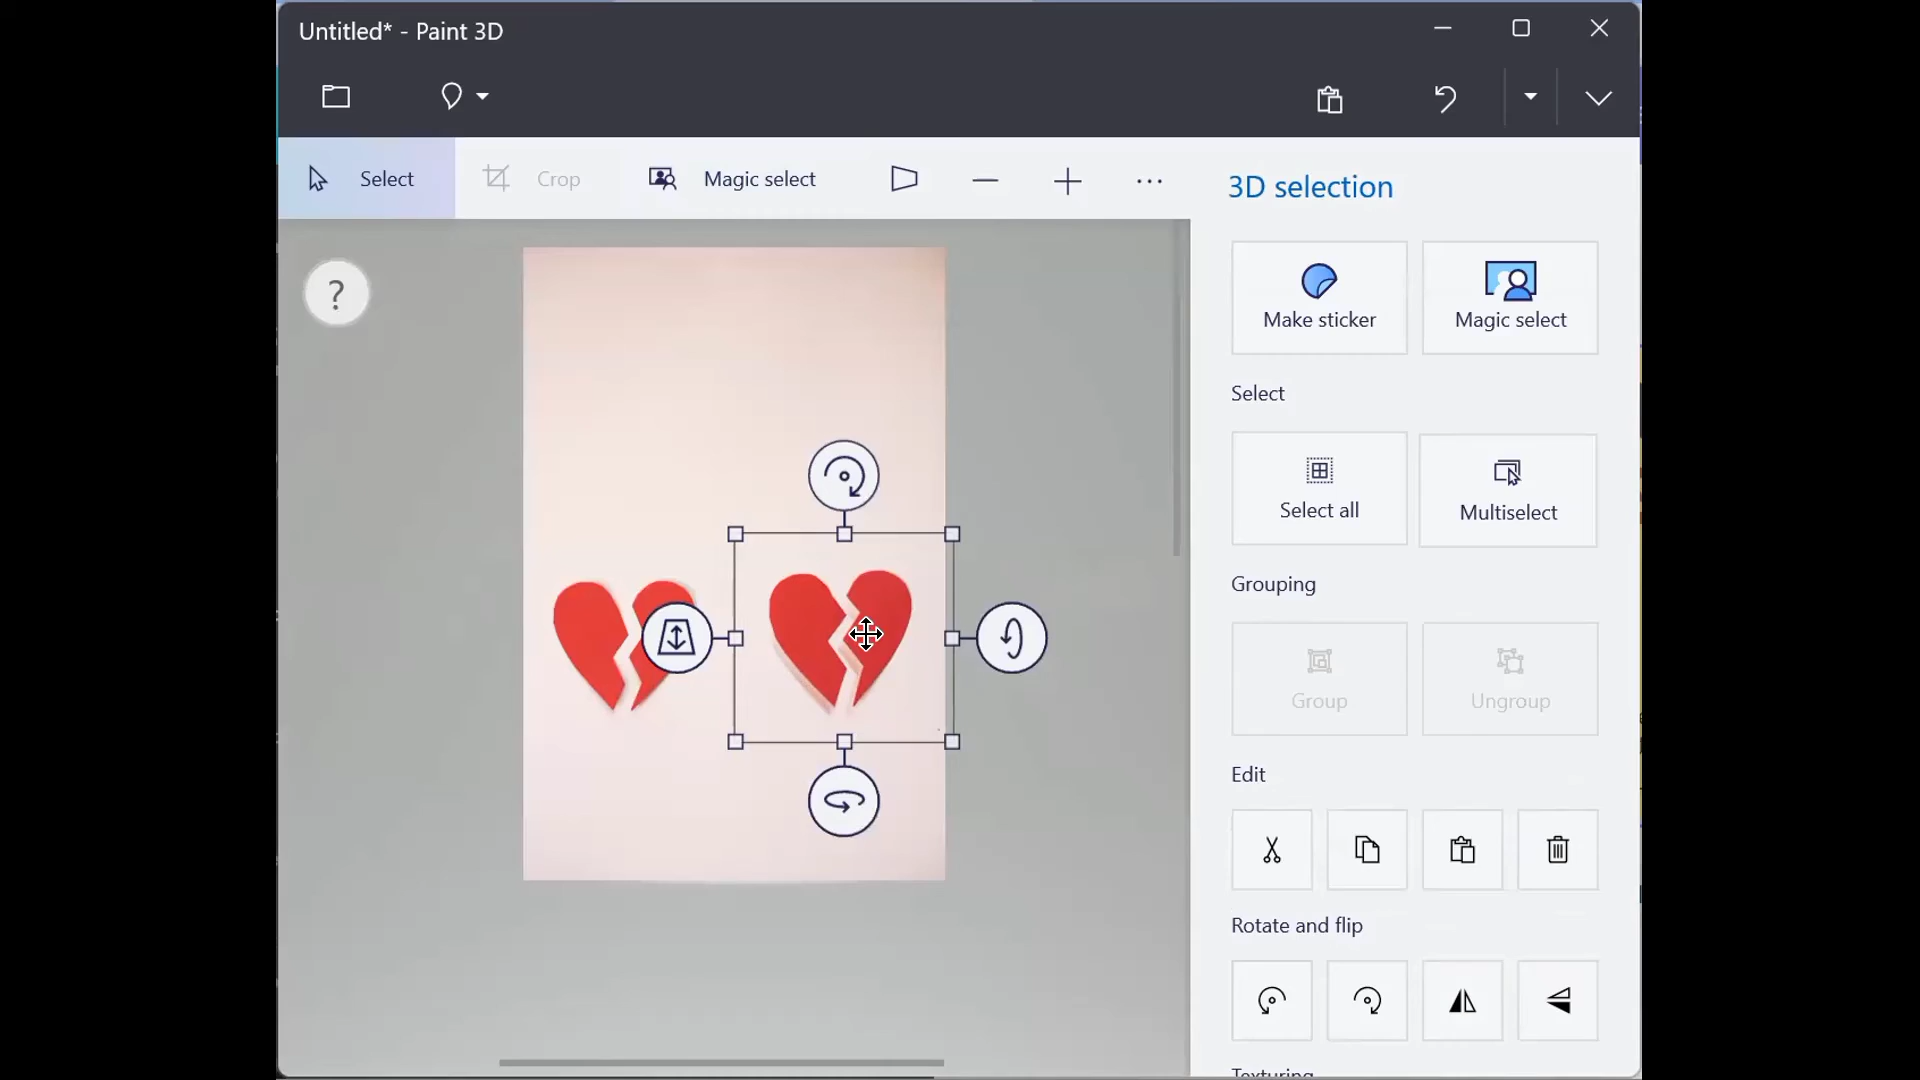 Untitled* - Paint 3D
Select
Crop
Magic select
3D selection
?
Make sticker
Magic select
Select
Select all
Multiselect
Grouping
Group
Ungroup
Edit
Rotate and flip
Texturing